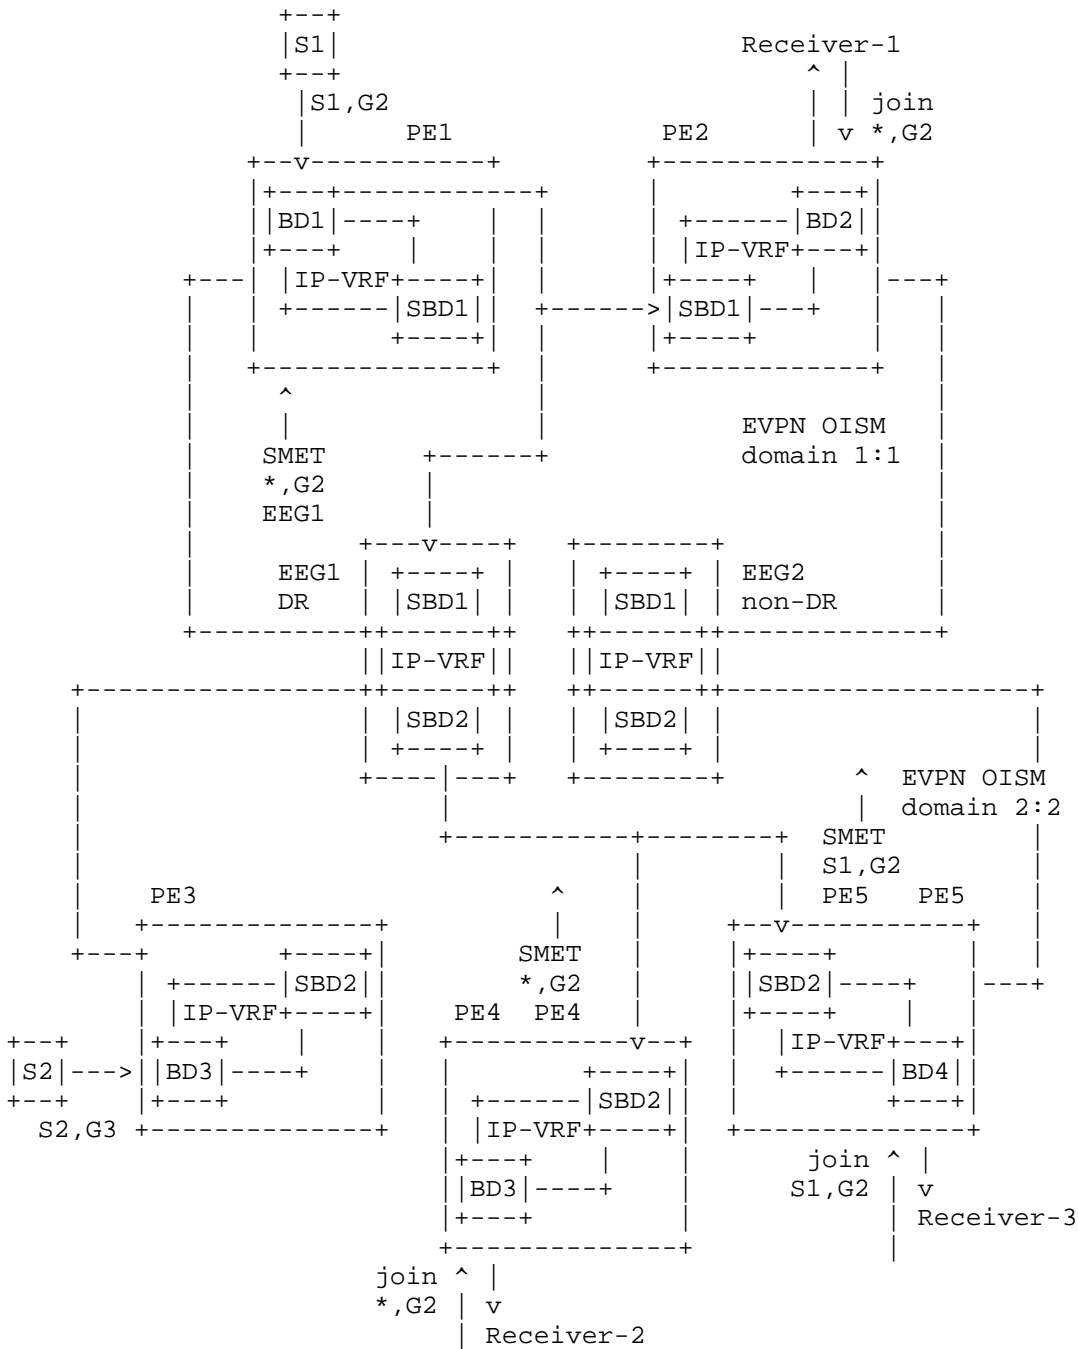 S1
Receiver-1
S1,G2 join
PE1 PE2 *,G2
BD1 BD2
IP-VRF
IP-VRF
SBD1 SBD1
EVPN OISM
SMET domain 1:1
*,G2
EEG1
EEG1 EEG2
DR SBD1 SBD1 non-DR
IP-VRF IP-VRF
SBD2 SBD2
EVPN OISM
domain 2:2
SMET
S1,G2
PE3 PE5 PE5
SMET
SBD2 *,G2 SBD2
IP-VRF PE4 PE4
IP-VRF
S2 BD3 SBD2 BD4
S2,G3 IP-VRF
join
BD3 S1,G2
Receiver-3
join
*,G2
Receiver-2